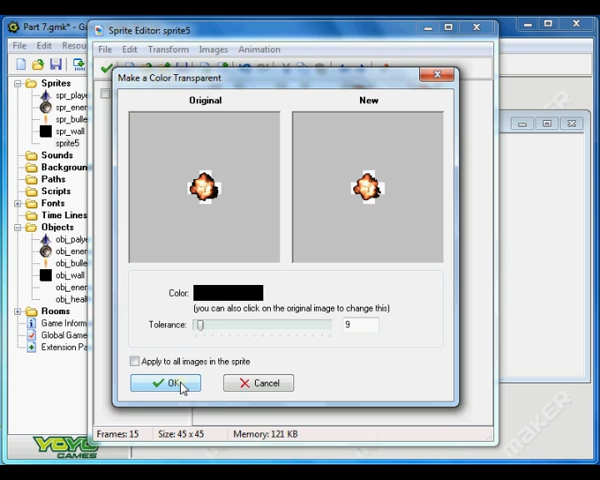 Part 7.gmk* - G
Sprite Editor: sprite5
File Edit Resou
File Edit Transform Images Animation
Make a Color Transparent
Original
New
Sprites
spr_playe
spr_ener
spr_bulle
spr_wall
sprite5
Sounds
Backgroun
Paths
Scripts
Fonts
Time Lines
Objects
obj_playe
obj_ener
obj_bulle
obj_wall
obj_ener
obj_heal
Rooms
Game Inform
Global Game
Extension Pa
Color:
(you can also click on the original image to change this)
Tolerance:
9
Apply to all images in the sprite
OK
Cancel
Frames: 15
Size: 45 x 45
Memory: 121 KB
YOYO
GAMES